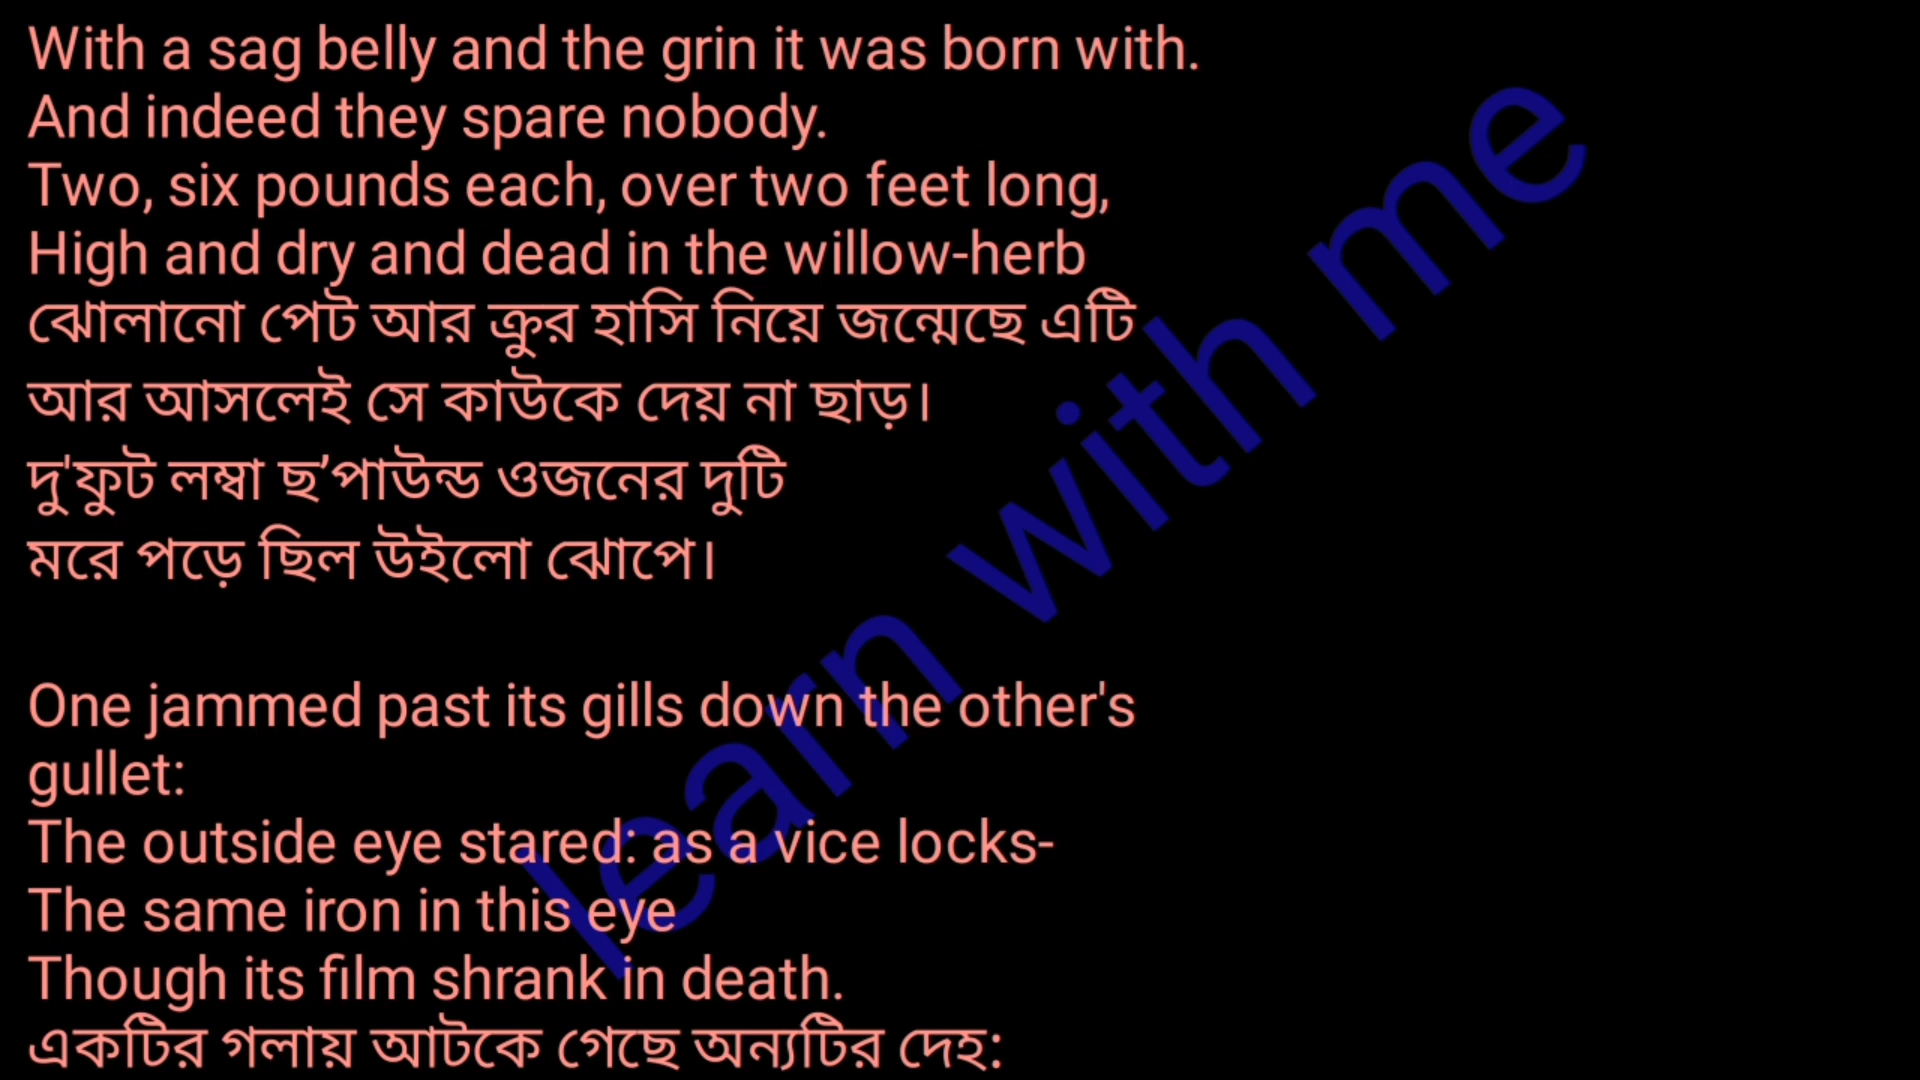 With a sag belly and the grin it was born with.
And indeed they spare nobody.
Two, six pounds each, over two feet long,
High and dry and dead in the willow-herb
ঝোলানো পেট আর ক্রুর হাসি নিয়ে জন্মেছে এটি
আর আসলেই সে কাউকে দেয় না ছাড়।
দু'ফুট লম্বা ছ’পাউন্ড ওজনের দুটি
মরে পড়ে ছিল উইলো ঝোপে।
One jammed past its gills down the other's
gullet:
The outside eye stared: as a vice locks-
The same iron in this eye
Though its film shrank in death.
একটির গলায় আটকে গেছে অন্যটির দেহ:
learn with me